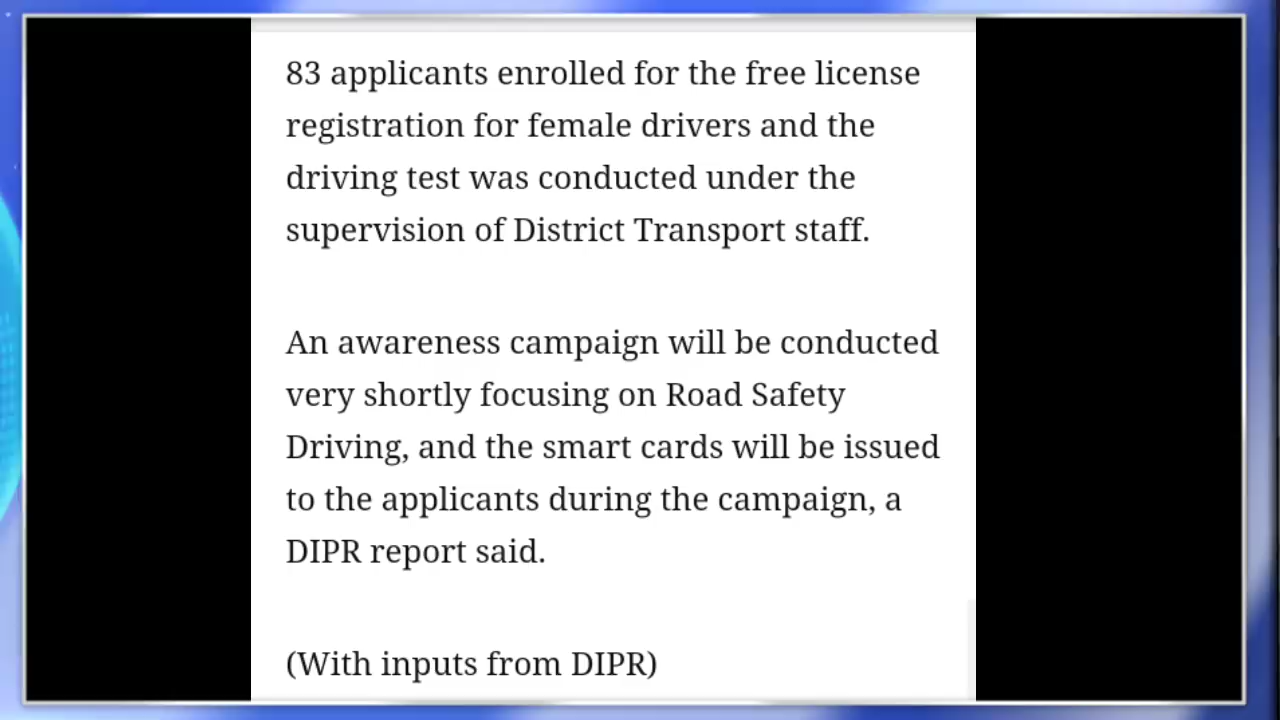 83 applicants enrolled for the free license
registration for female drivers and the
driving test was conducted under the
supervision of District Transport staff.
An awareness campaign will be conducted
very shortly focusing on Road Safety
Driving, and the smart cards will be issued
to the applicants during the campaign, a
DIPR report said.
(With inputs from DIPR)